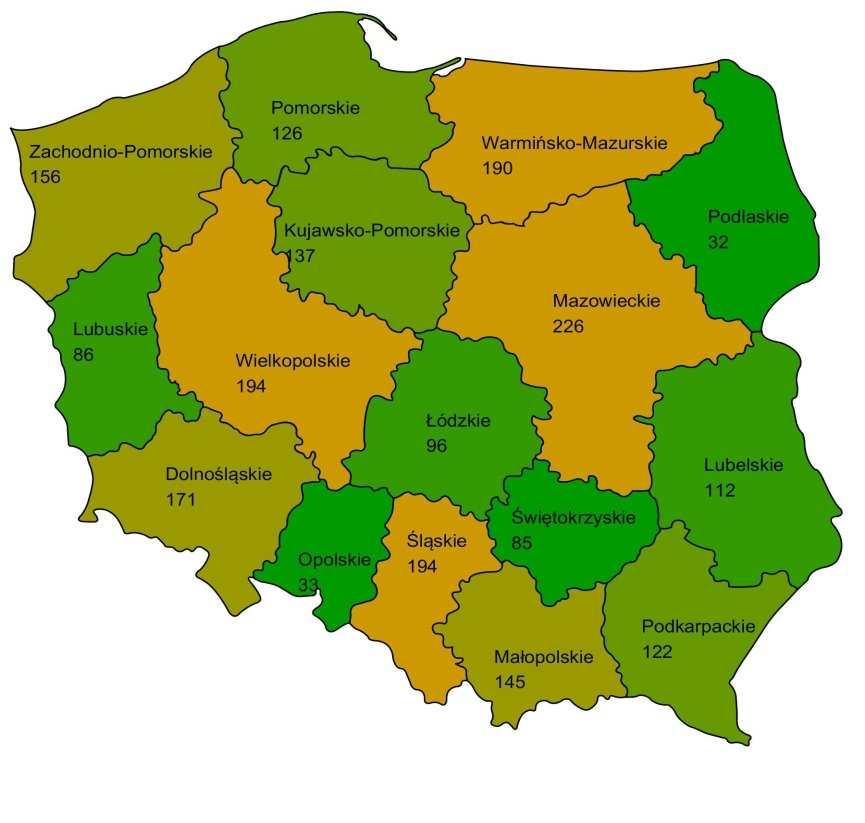 Pomorskie
126
Zachodnio-Pomorskie
156
Warmińsko-Mazurskie
190
Podlaskie
32
Kujawsko-Pomorskie
137
Mazowieckie
226
Lubuskie
86
Wielkopolskie
194
Łódzkie
96
Lubelskie
112
Dolnośląskie
171
Świętokrzyskie
85
Śląskie
194
Opolskie
33
Podkarpackie
122
Małopolskie
145